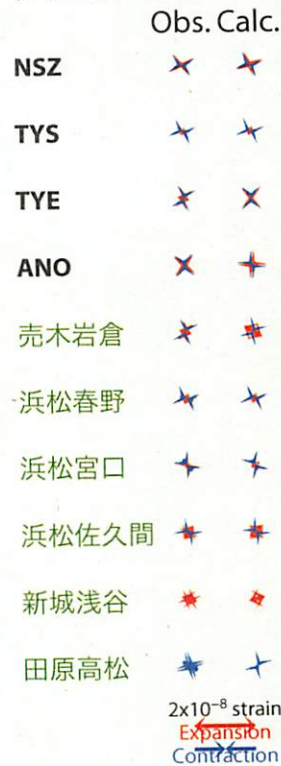 Obs. Calc.
NSZ
TYS
TYE
ANO
売木岩倉
浜松春野
浜松宮口
浜松佐久間
新城浅谷
田原高松
2x10⁻⁸ strain
Expansion
Contraction